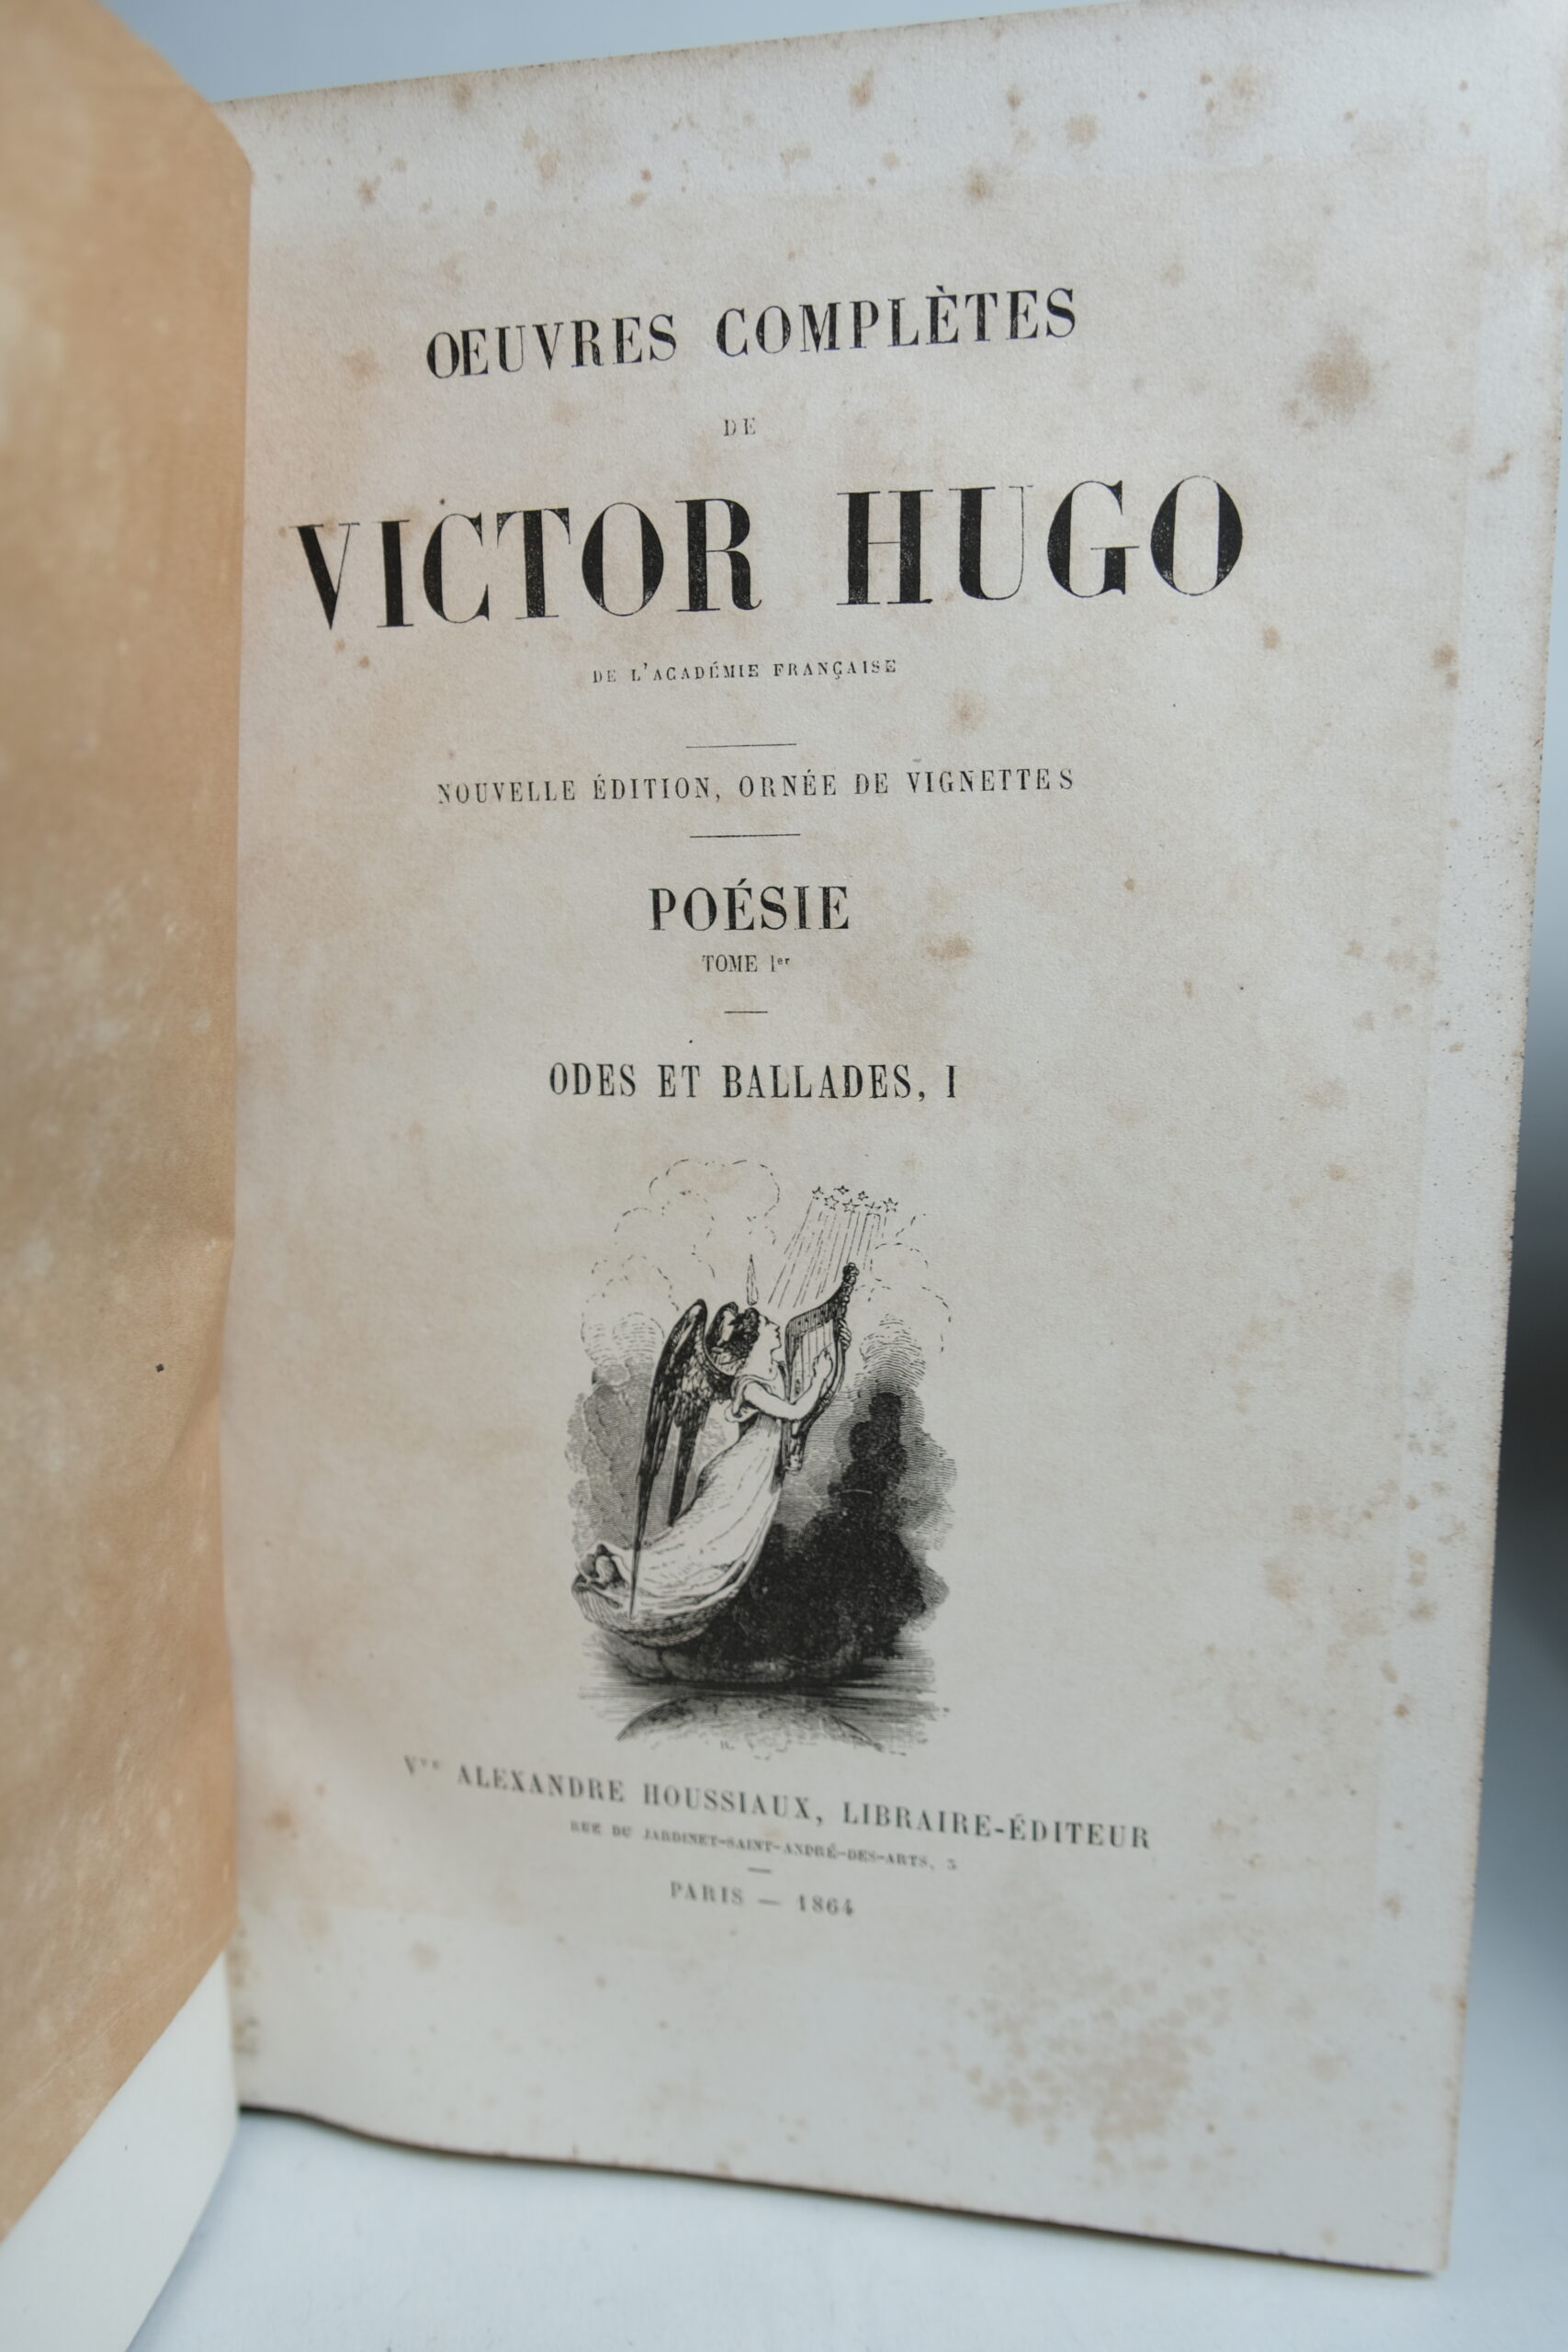 OEUVRES COMPLÈTES
DE
VICTOR HUGO
DE L'ACADÉMIE FRANÇAISE
NOUVELLE ÉDITION, ORNÉE DE VIGNETTES
POÉSIE
TOME Ier
ODES ET BALLADES, I
Vve ALEXANDRE HOUSSIAUX, LIBRAIRE-ÉDITEUR
RUE DU JARDINET-SAINT-ANDRÉ-DES-ARTS, 3
PARIS — 1864